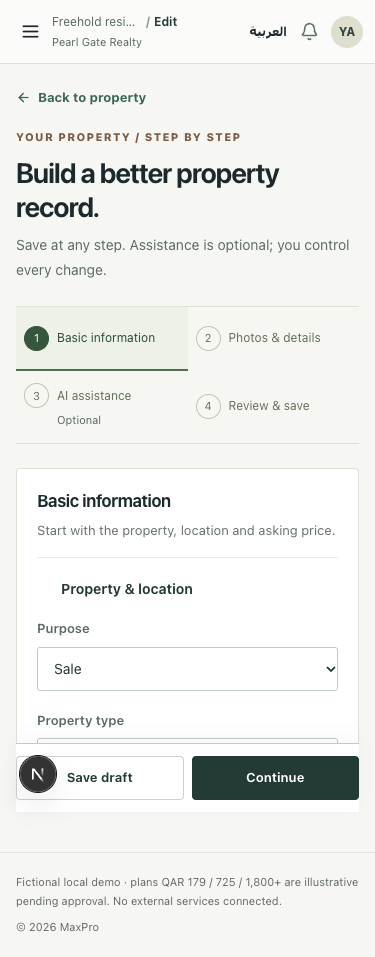 Freehold resi... / Edit
Pearl Gate Realty
العربية
YA
Back to property
YOUR PROPERTY / STEP BY STEP
Build a better property
record.
Save at any step. Assistance is optional; you control
every change.
1 Basic information
2 Photos & details
3 AI assistance
Optional
4 Review & save
Basic information
Start with the property, location and asking price.
Property & location
Purpose
Sale
Property type
N
Save draft
Continue
Fictional local demo · plans QAR 179 / 725 / 1,800+ are illustrative
pending approval. No external services connected.
© 2026 MaxPro